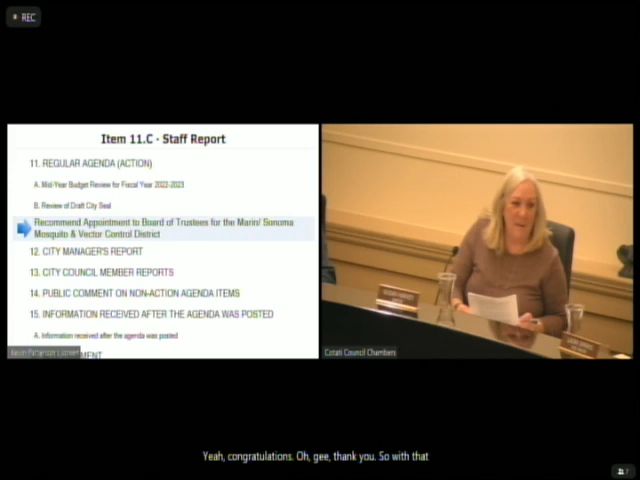 REC
Item 11.C - Staff Report
11. REGULAR AGENDA (ACTION)
A. Mid-Year Budget Review for Fiscal Year 2022-2023
B. Review of Draft City Seal
Recommend Appointment to Board of Trustees for the Marin/ Sonoma
Mosquito & Vector Control District
12. CITY MANAGER'S REPORT
13. CITY COUNCIL MEMBER REPORTS
14. PUBLIC COMMENT ON NON-ACTION AGENDA ITEMS
15. INFORMATION RECEIVED AFTER THE AGENDA WAS POSTED
A. Information received after the agenda was posted
Cotati Council Chambers
Yeah, congratulations. Oh, gee, thank you. So with that